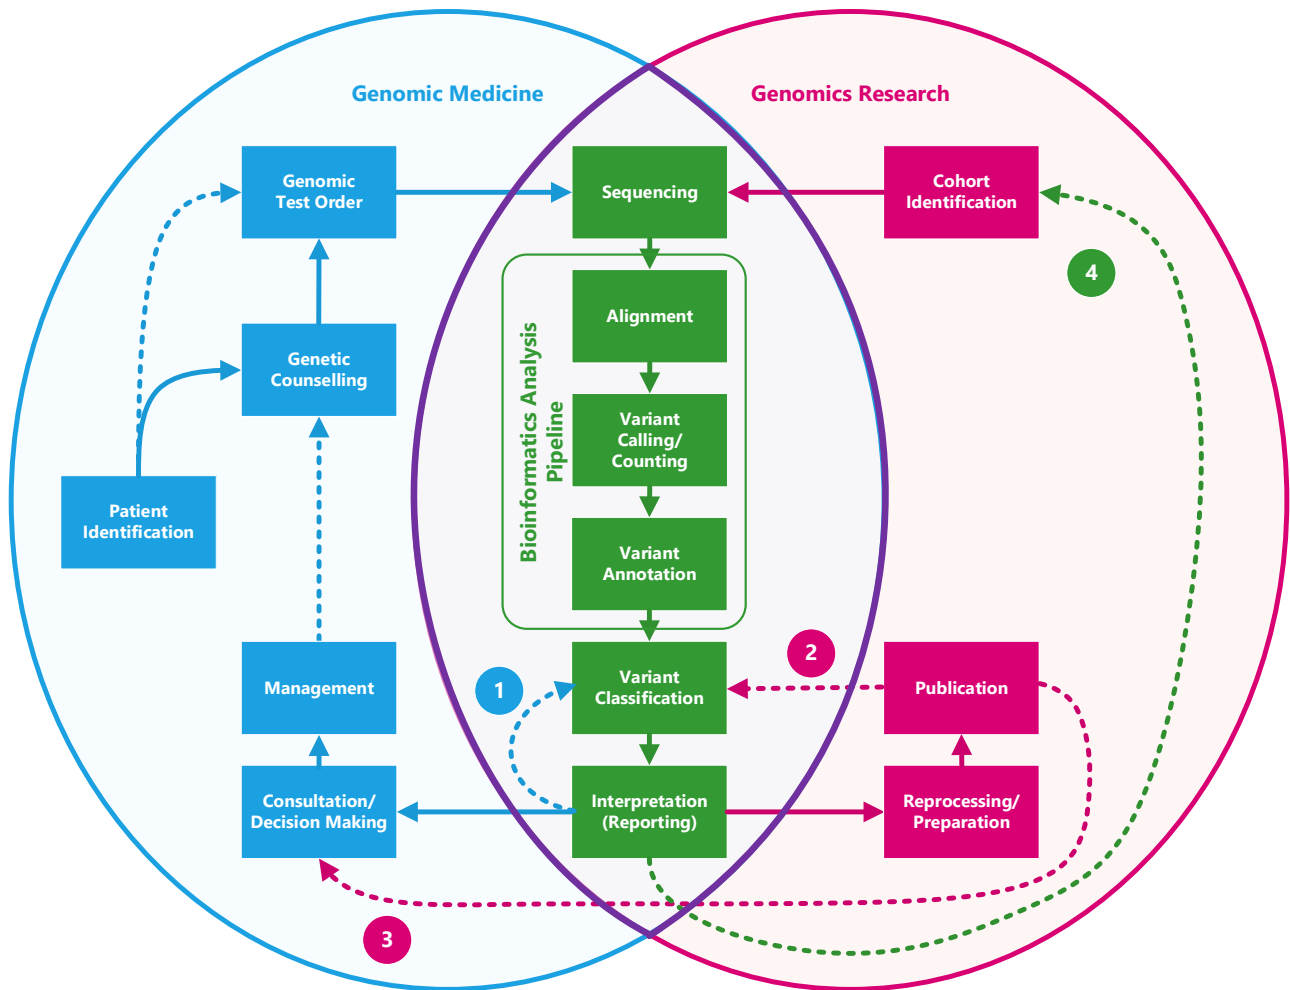 Genomic Medicine
Genomics Research
Genomic
Test Order
Sequencing
Cohort
Identification
4
Alignment
Genetic
Counselling
Bioinformatics Analysis
Pipeline
Variant
Calling/
Counting
Patient
Identification
Variant
Annotation
2
1
Management
Variant
Classification
Publication
Consultation/
Decision Making
Interpretation
(Reporting)
Reprocessing/
Preparation
3